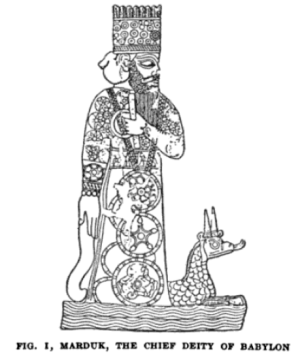 FIG. I, MARDUK, THE CHIEF DEITY OF BABYLON